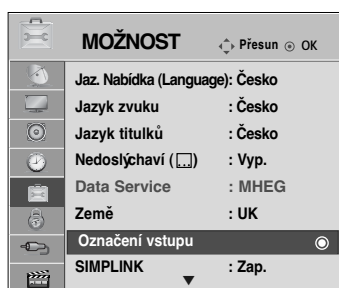 MOŽNOST Přesun OK
Jaz. Nabídka (Language): Česko
Jazyk zvuku : Česko
Jazyk titulků : Česko
Nedoslýchaví ( ) : Vyp.
Data Service : MHEG
Země : UK
Označení vstupu
SIMPLINK : Zap.